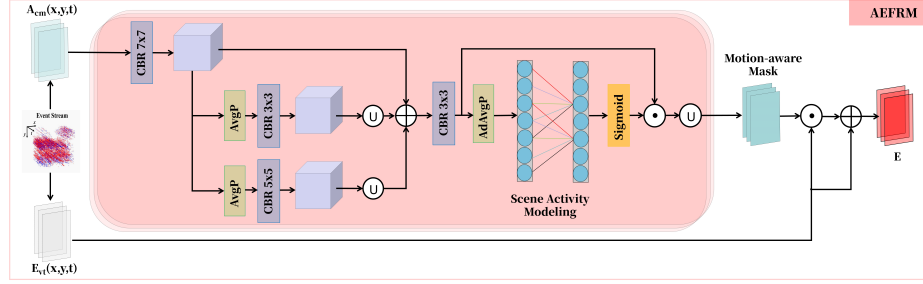 A_cm(x,y,t)
AEFRM
CBR 7x7
Event Stream
AvgP
CBR 3x3
U
CBR 3x3
AdAvgP
Sigmoid
U
Motion-aware
Mask
E
AvgP
CBR 5x5
U
Scene Activity
Modeling
E_vt(x,y,t)